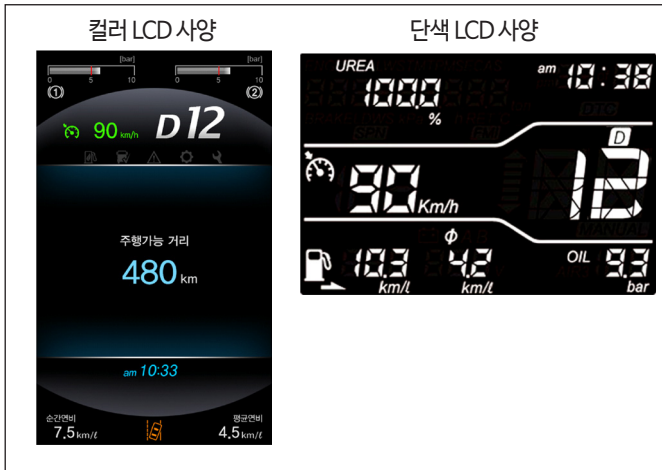 컬러 LCD 사양
단색 LCD 사양
[bar]
[bar]
0 5 10
0 5 10
(1)
(2)
90 km/h
D12
주행가능 거리
480 km
am 10:33
순간연비
평균연비
7.5 km/ℓ
4.5 km/ℓ
UREA
am 10:38
100.0
%
DTC
SPN
FMI
D
90 Km/h
12
MANUAL
ϕ
10.3
4.2
OIL 9.3
km/ℓ
km/ℓ
bar